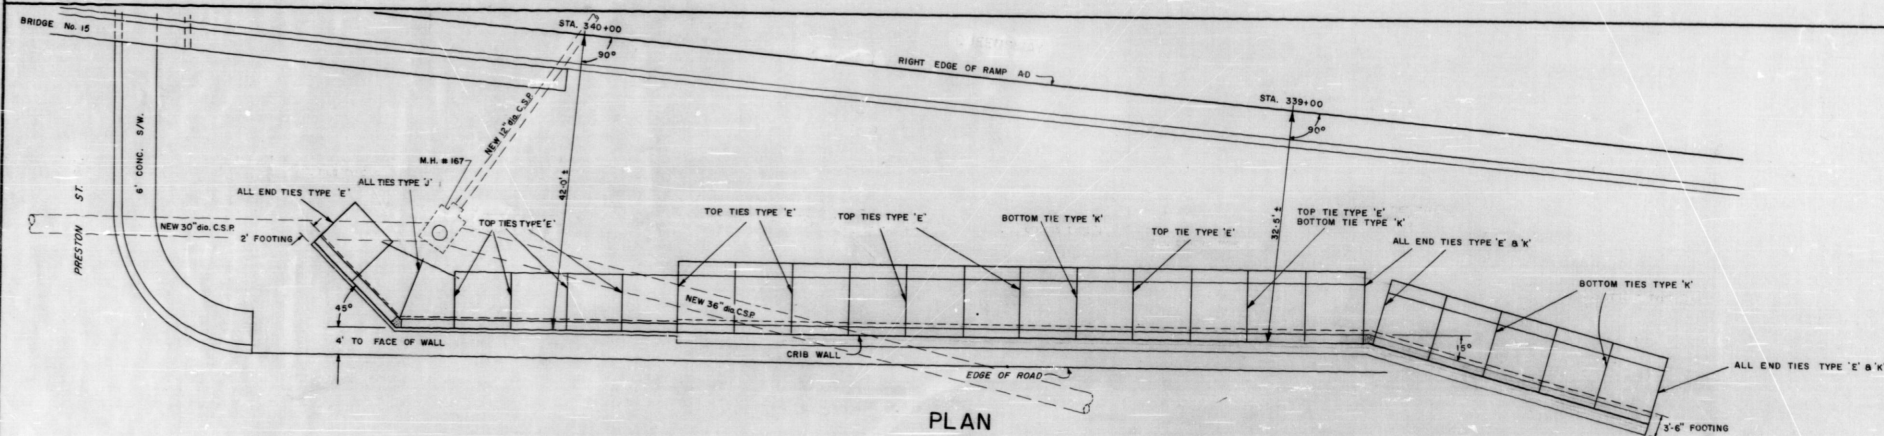 BRIDGE No. 15
STA. 340+00
90°
RIGHT EDGE OF RAMP AD
STA. 339+00
90°
6' CONC. S/W.
PRESTON ST.
NEW 12" dia. C.S.P.
M.H. # 167
ALL TIES TYPE 'J'
ALL END TIES TYPE 'E'
42·0' ±
32·5' ±
NEW 30" dia. C.S.P.
2' FOOTING
TOP TIES TYPE 'E'
TOP TIES TYPE 'E'
TOP TIES TYPE 'E'
BOTTOM TIE TYPE 'K'
TOP TIE TYPE 'E'
TOP TIE TYPE 'E'
BOTTOM TIE TYPE 'K'
ALL END TIES TYPE 'E' & 'K'
BOTTOM TIES TYPE 'K'
NEW 36" dia. C.S.P.
45°
4' TO FACE OF WALL
CRIB WALL
EDGE OF ROAD
15°
ALL END TIES TYPE 'E' & 'K'
3'-6" FOOTING
PLAN